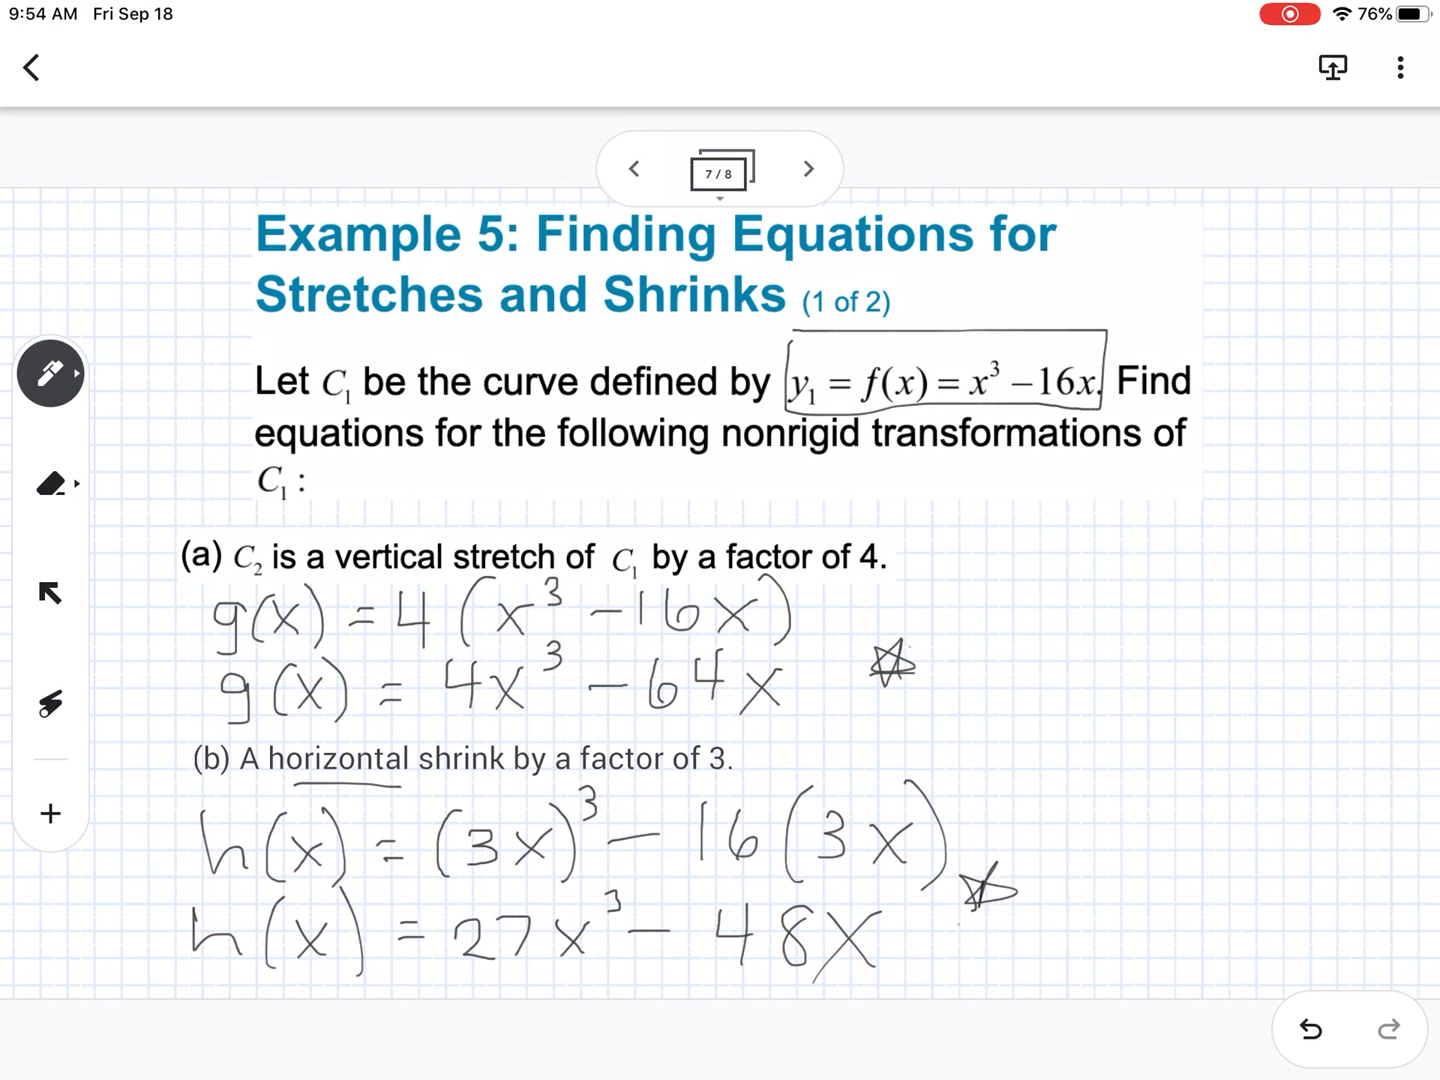 9:54 AM Fri Sep 18
76%
7 / 8
Example 5: Finding Equations for
Stretches and Shrinks (1 of 2)
Let C₁ be the curve defined by y₁ = f(x) = x³ – 16x. Find
equations for the following nonrigid transformations of
C₁ :
(a) C₂ is a vertical stretch of C₁ by a factor of 4.
g(x) = 4 (x³ – 16x)
g(x) = 4x³ – 64x
(b) A horizontal shrink by a factor of 3.
h(x) = (3x)³ – 16(3x)
h(x) = 27x³ – 48x